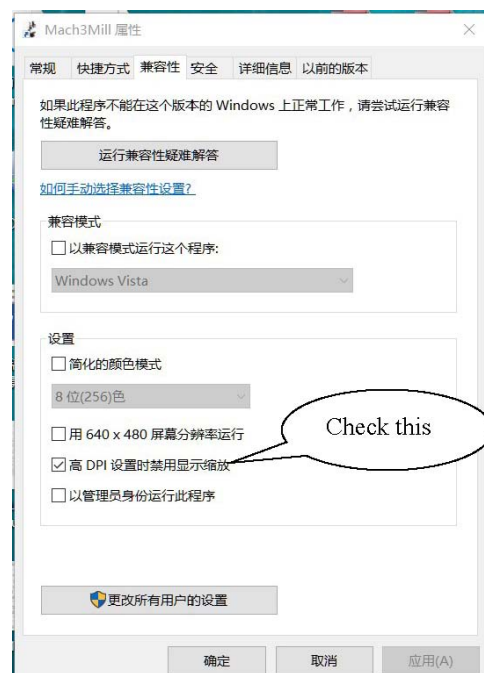 Mach3Mill 属性
常规 快捷方式 兼容性 安全 详细信息 以前的版本
如果此程序不能在这个版本的 Windows 上正常工作，请尝试运行兼容
性疑难解答。
运行兼容性疑难解答
如何手动选择兼容性设置?
兼容模式
以兼容模式运行这个程序:
Windows Vista
设置
简化的颜色模式
8 位(256)色
用 640 x 480 屏幕分辨率运行
Check this
高 DPI 设置时禁用显示缩放
以管理员身份运行此程序
更改所有用户的设置
确定 取消 应用(A)